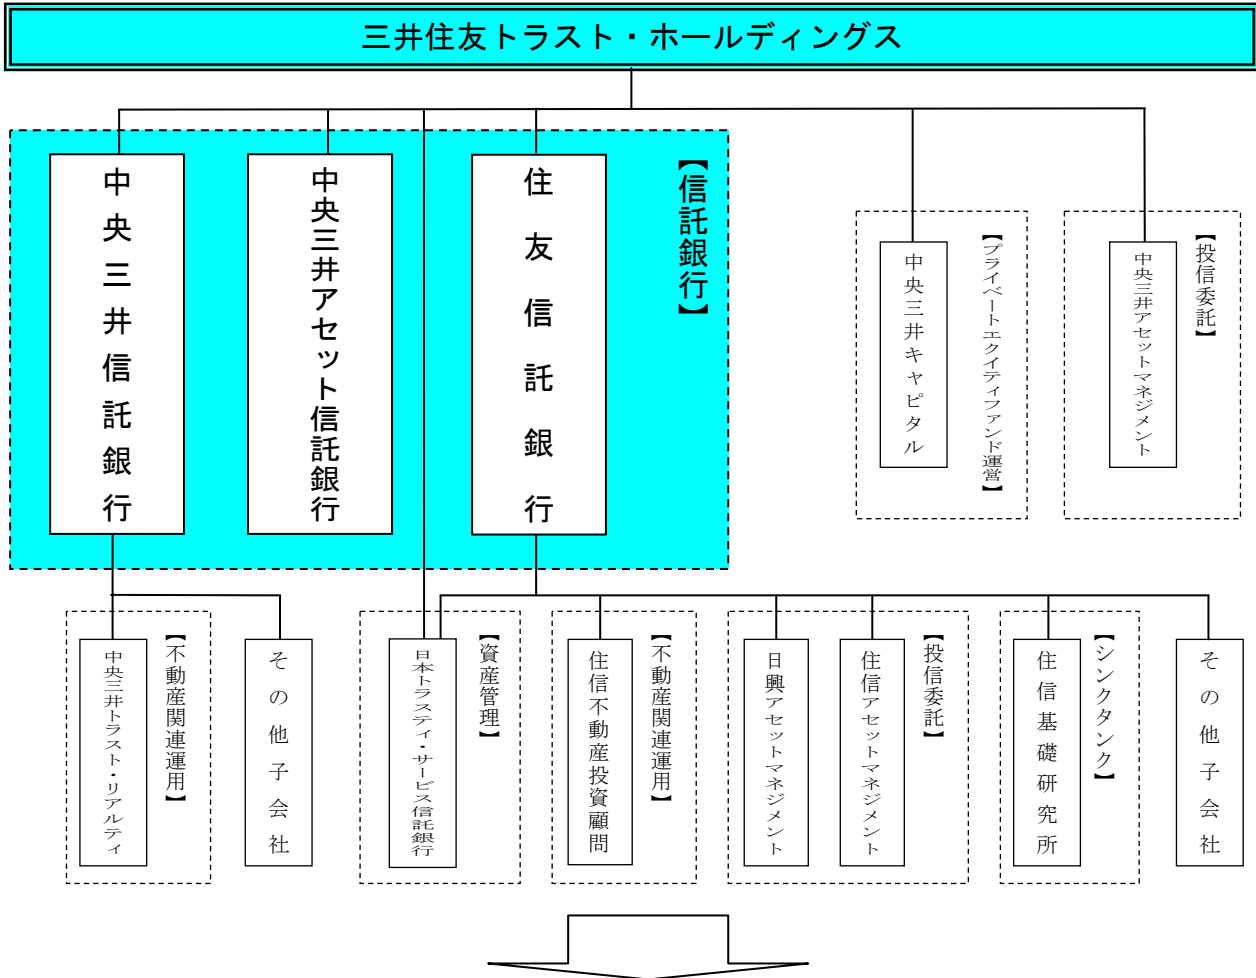 三井住友トラスト・ホールディングス
中央三井信託銀行
中央三井アセット信託銀行
住友信託銀行
【信託銀行】
中央三井キャピタル
【プライベートエクイティファンド運営】
中央三井アセットマネジメント
【投信委託】
中央三井トラスト・リアルティ
【不動産関連運用】
その他子会社
日本トラスティ・サービス信託銀行
【資産管理】
住信不動産投資顧問
【不動産関連運用】
日興アセットマネジメント
住信アセットマネジメント
【投信委託】
住信基礎研究所
【シンクタンク】
その他子会社